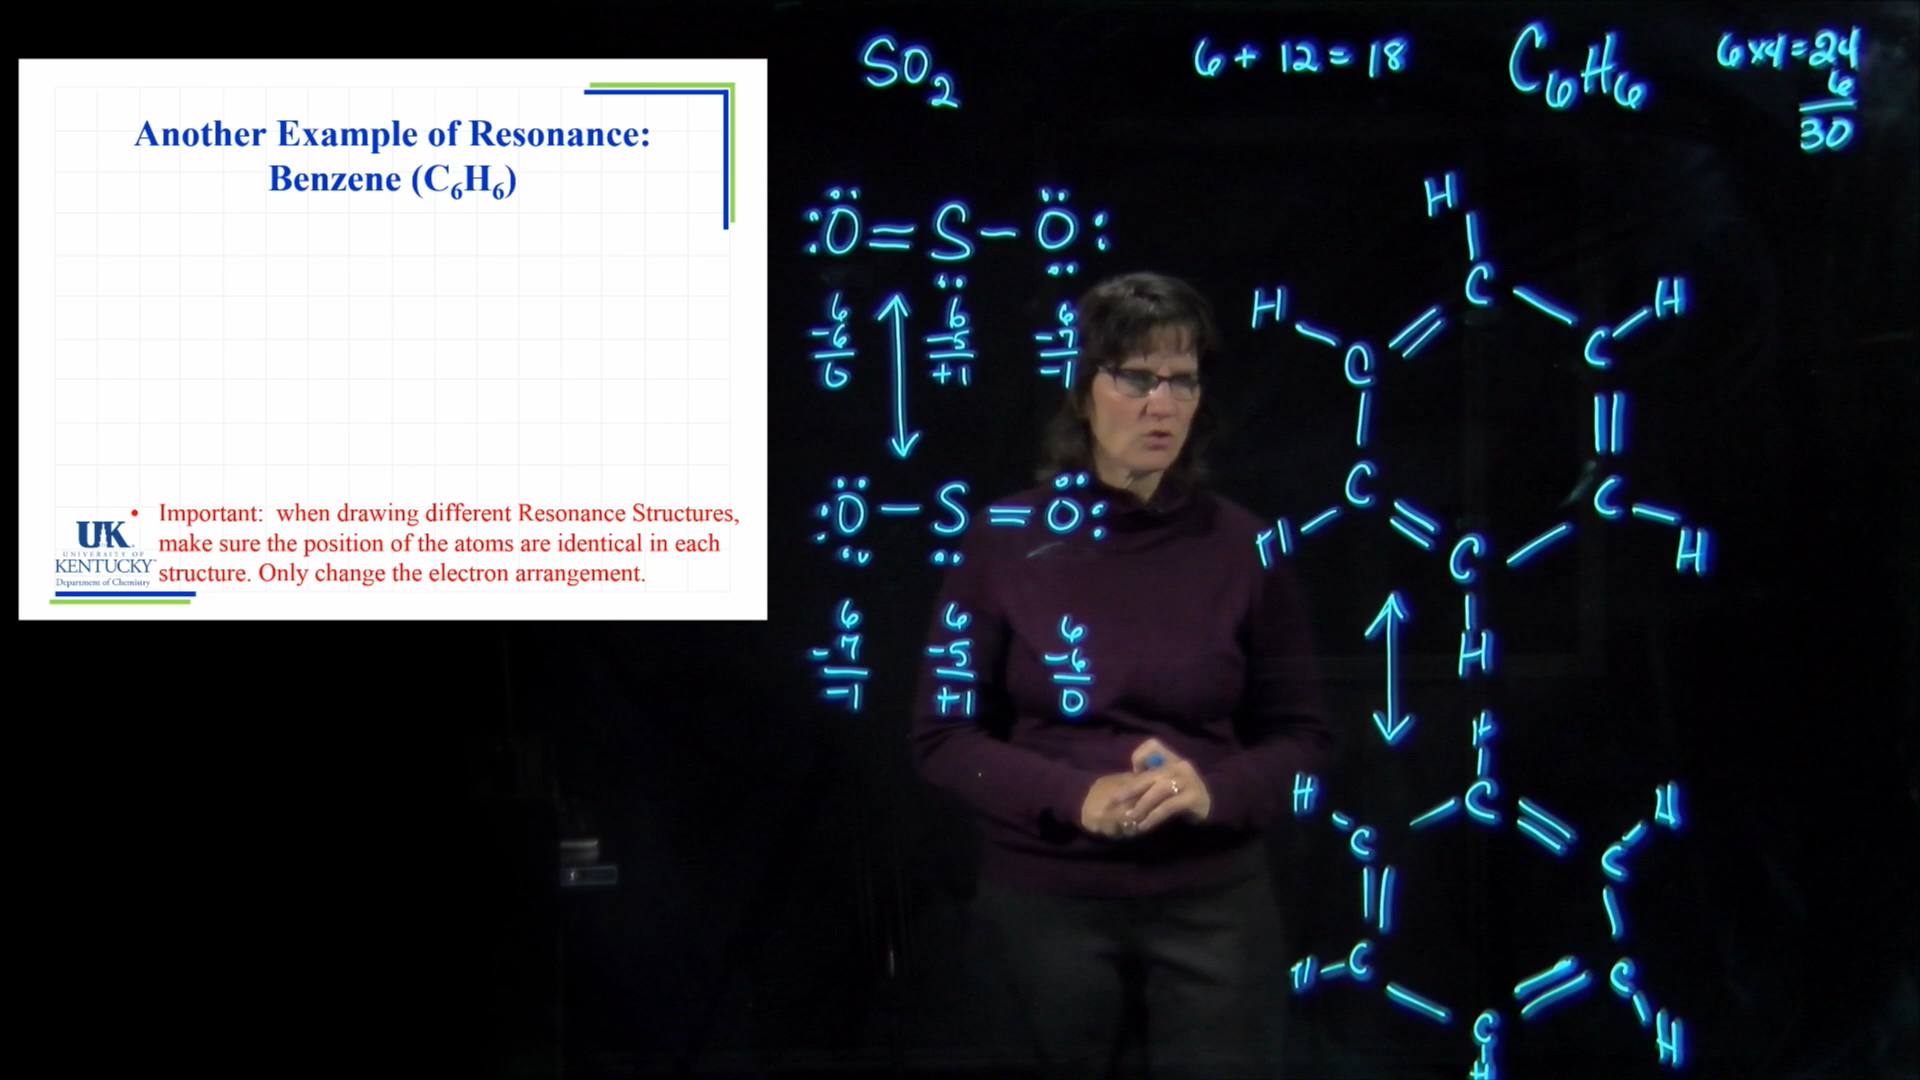 Another Example of Resonance:
Benzene (C₆H₆)
• Important: when drawing different Resonance Structures,
make sure the position of the atoms are identical in each
structure. Only change the electron arrangement.
UK
UNIVERSITY OF
KENTUCKY
Department of Chemistry
SO₂
6 + 12 = 18
:O = S – O:
6 6 6
-6 -5 -7
0 +1 -1
:O – S = O:
6 6 6
-7 -5 -6
-1 +1 0
C₆H₆
6x4=24
6
30
H
C
H
H
C
C
C
C
H
C
H
H
H
C
H
H
C
C
H
C
C
C
H
H